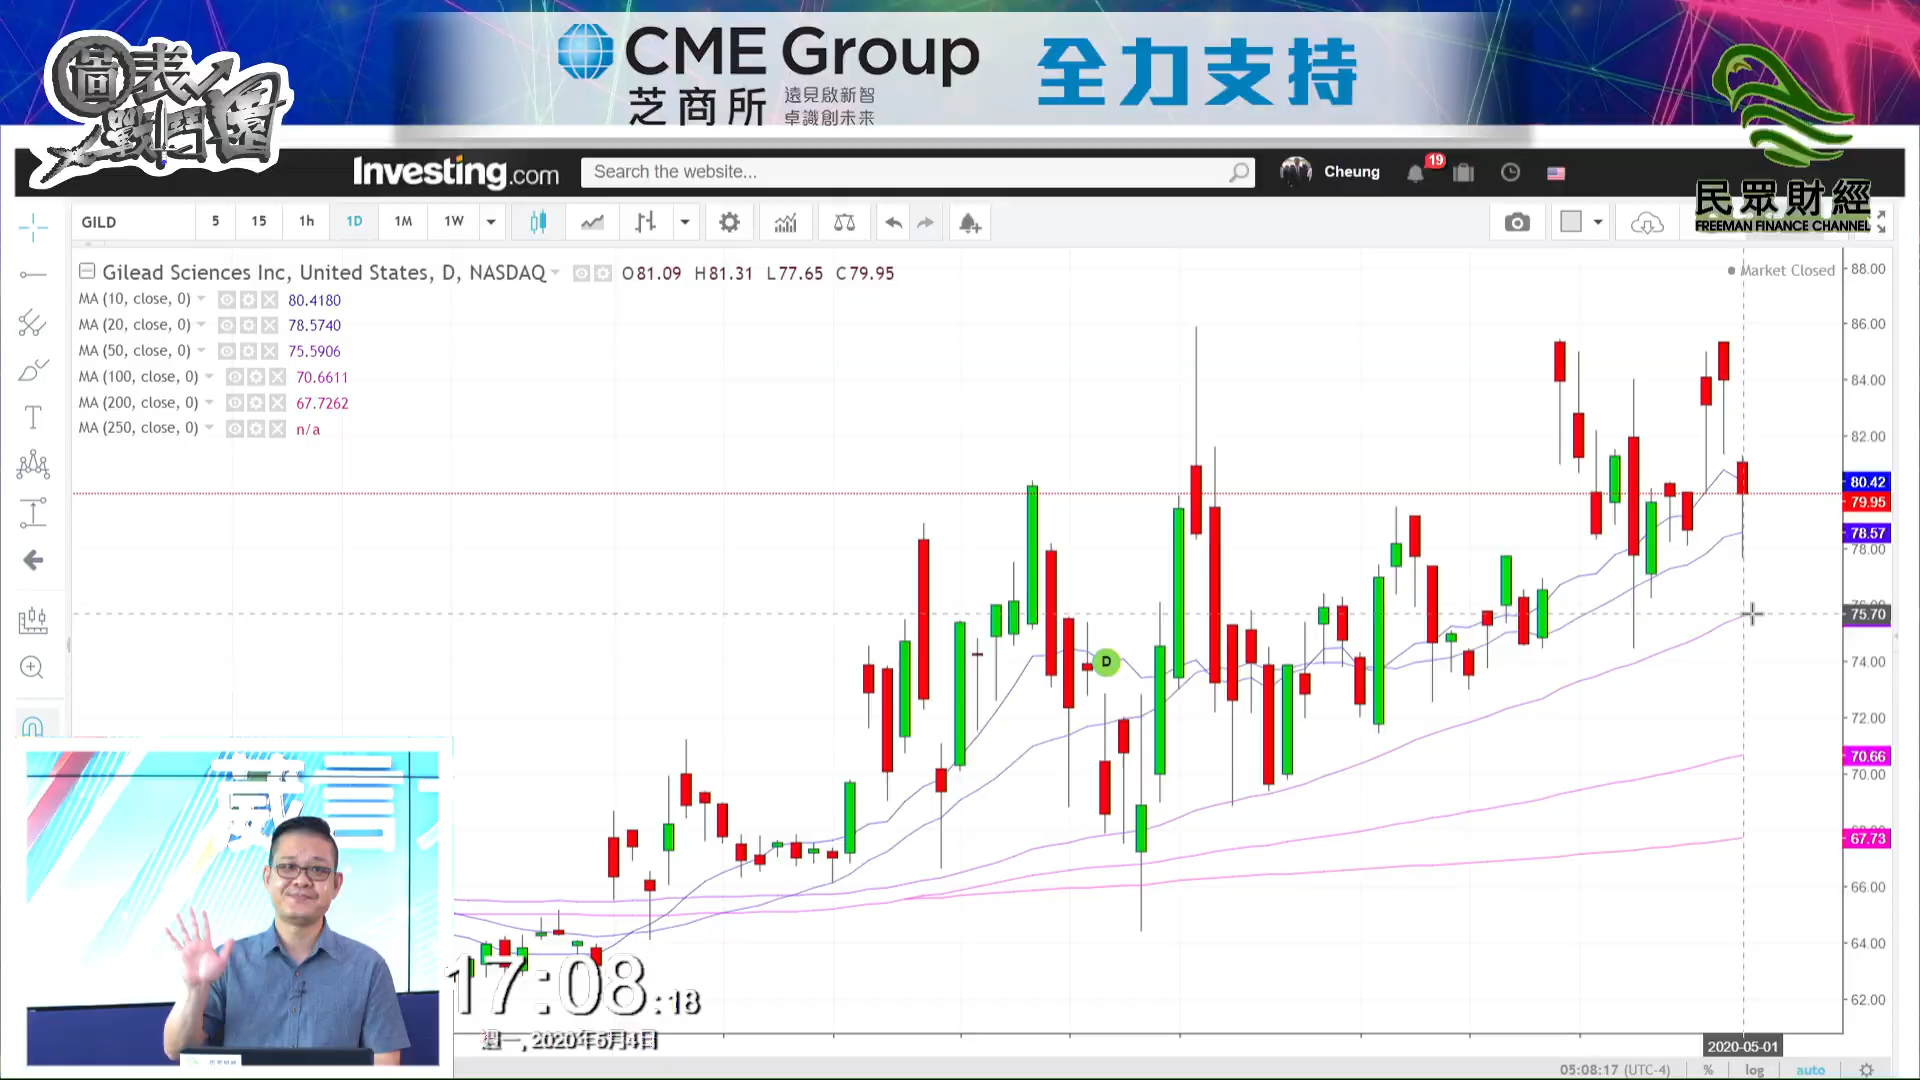 圖表
戰鬥團
CME Group
芝商所
遠見啟新智
卓識創未來
全力支持
民眾財經
FREEMAN FINANCE CHANNEL
Investing.com
Search the website...
Cheung
19
GILD
5
15
1h
1D
1M
1W
Gilead Sciences Inc, United States, D, NASDAQ
O81.09 H81.31 L77.65 C79.95
Market Closed
MA (10, close, 0) 80.4180
MA (20, close, 0) 78.5740
MA (50, close, 0) 75.5906
MA (100, close, 0) 70.6611
MA (200, close, 0) 67.7262
MA (250, close, 0) n/a
D
88.00
86.00
84.00
82.00
80.42
79.95
78.57
78.00
75.70
74.00
72.00
70.66
70.00
67.73
66.00
64.00
62.00
17:08:18
週一, 2020年5月4日
2020-05-01
05:08:17 (UTC-4)
%
log
auto